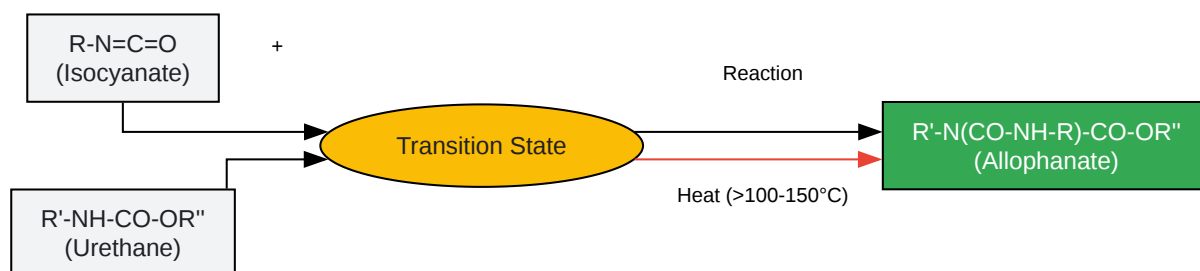 R-N=C=O
(Isocyanate)
+
R'-NH-CO-OR''
(Urethane)
Transition State
Reaction
Heat (>100-150°C)
R'-N(CO-NH-R)-CO-OR''
(Allophanate)